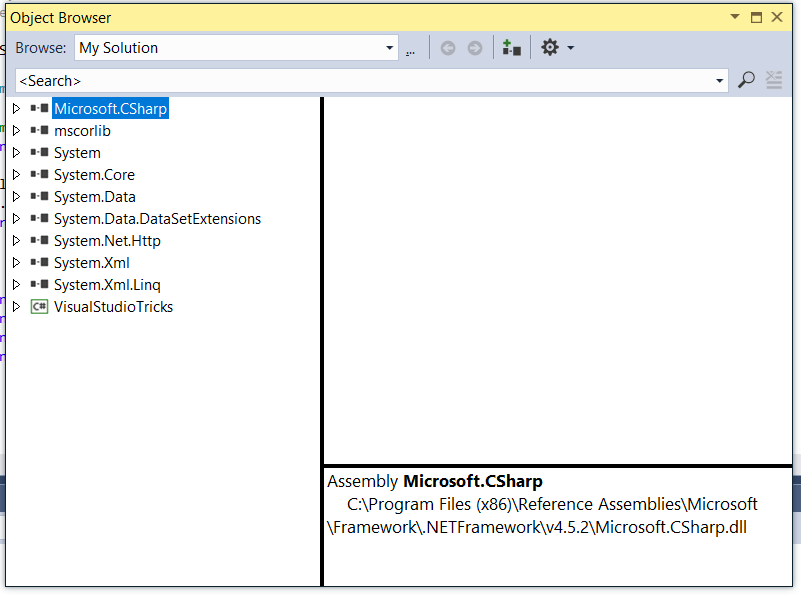 Object Browser
Browse: My Solution ...
<Search>
Microsoft.CSharp
mscorlib
System
System.Core
System.Data
System.Data.DataSetExtensions
System.Net.Http
System.Xml
System.Xml.Linq
C# VisualStudioTricks
Assembly Microsoft.CSharp
C:\Program Files (x86)\Reference Assemblies\Microsoft
\Framework\.NETFramework\v4.5.2\Microsoft.CSharp.dll